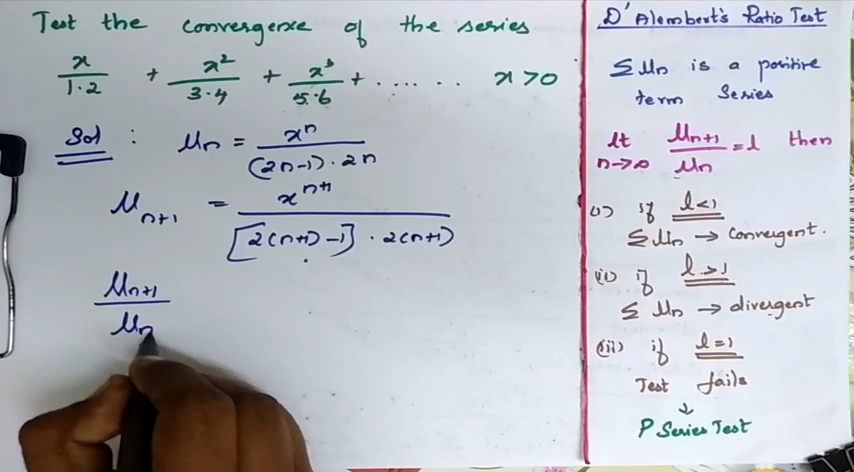 Test the convergence of the series
x/1·2 + x²/3·4 + x³/5·6 + ...... x > 0
Sol : un = xⁿ/(2n-1)·2n
un+1 = xⁿ⁺¹/[2(n+1)-1]·2(n+1)
un+1/un
D'Alembert's Ratio Test
Σun is a positive
term Series
lt n→∞ un+1/un = l then
(i) if l<1
Σun → convergent.
(ii) if l>1
Σ un → divergent
(iii) if l=1
Test fails
↓
P Series Test